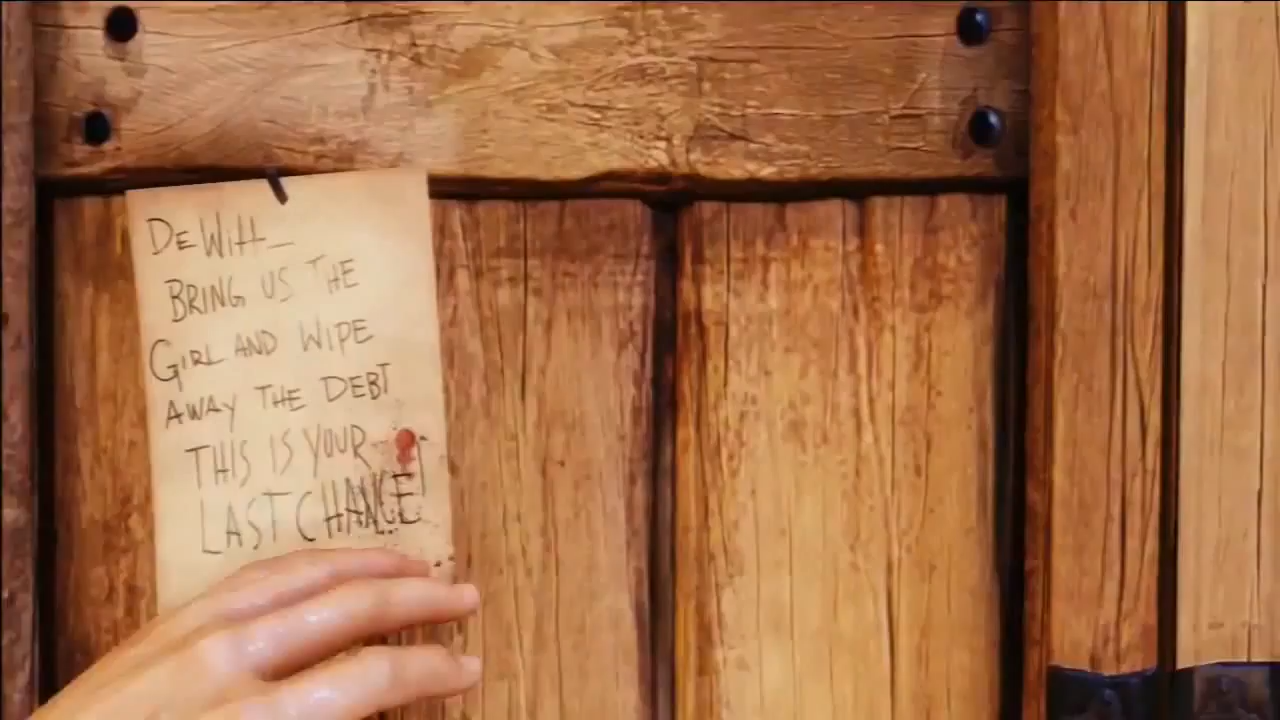 DeWitt_
BRING US THE
GIRL AND WIPE
AWAY THE DEBT
THIS IS YOUR
LAST CHANCE!